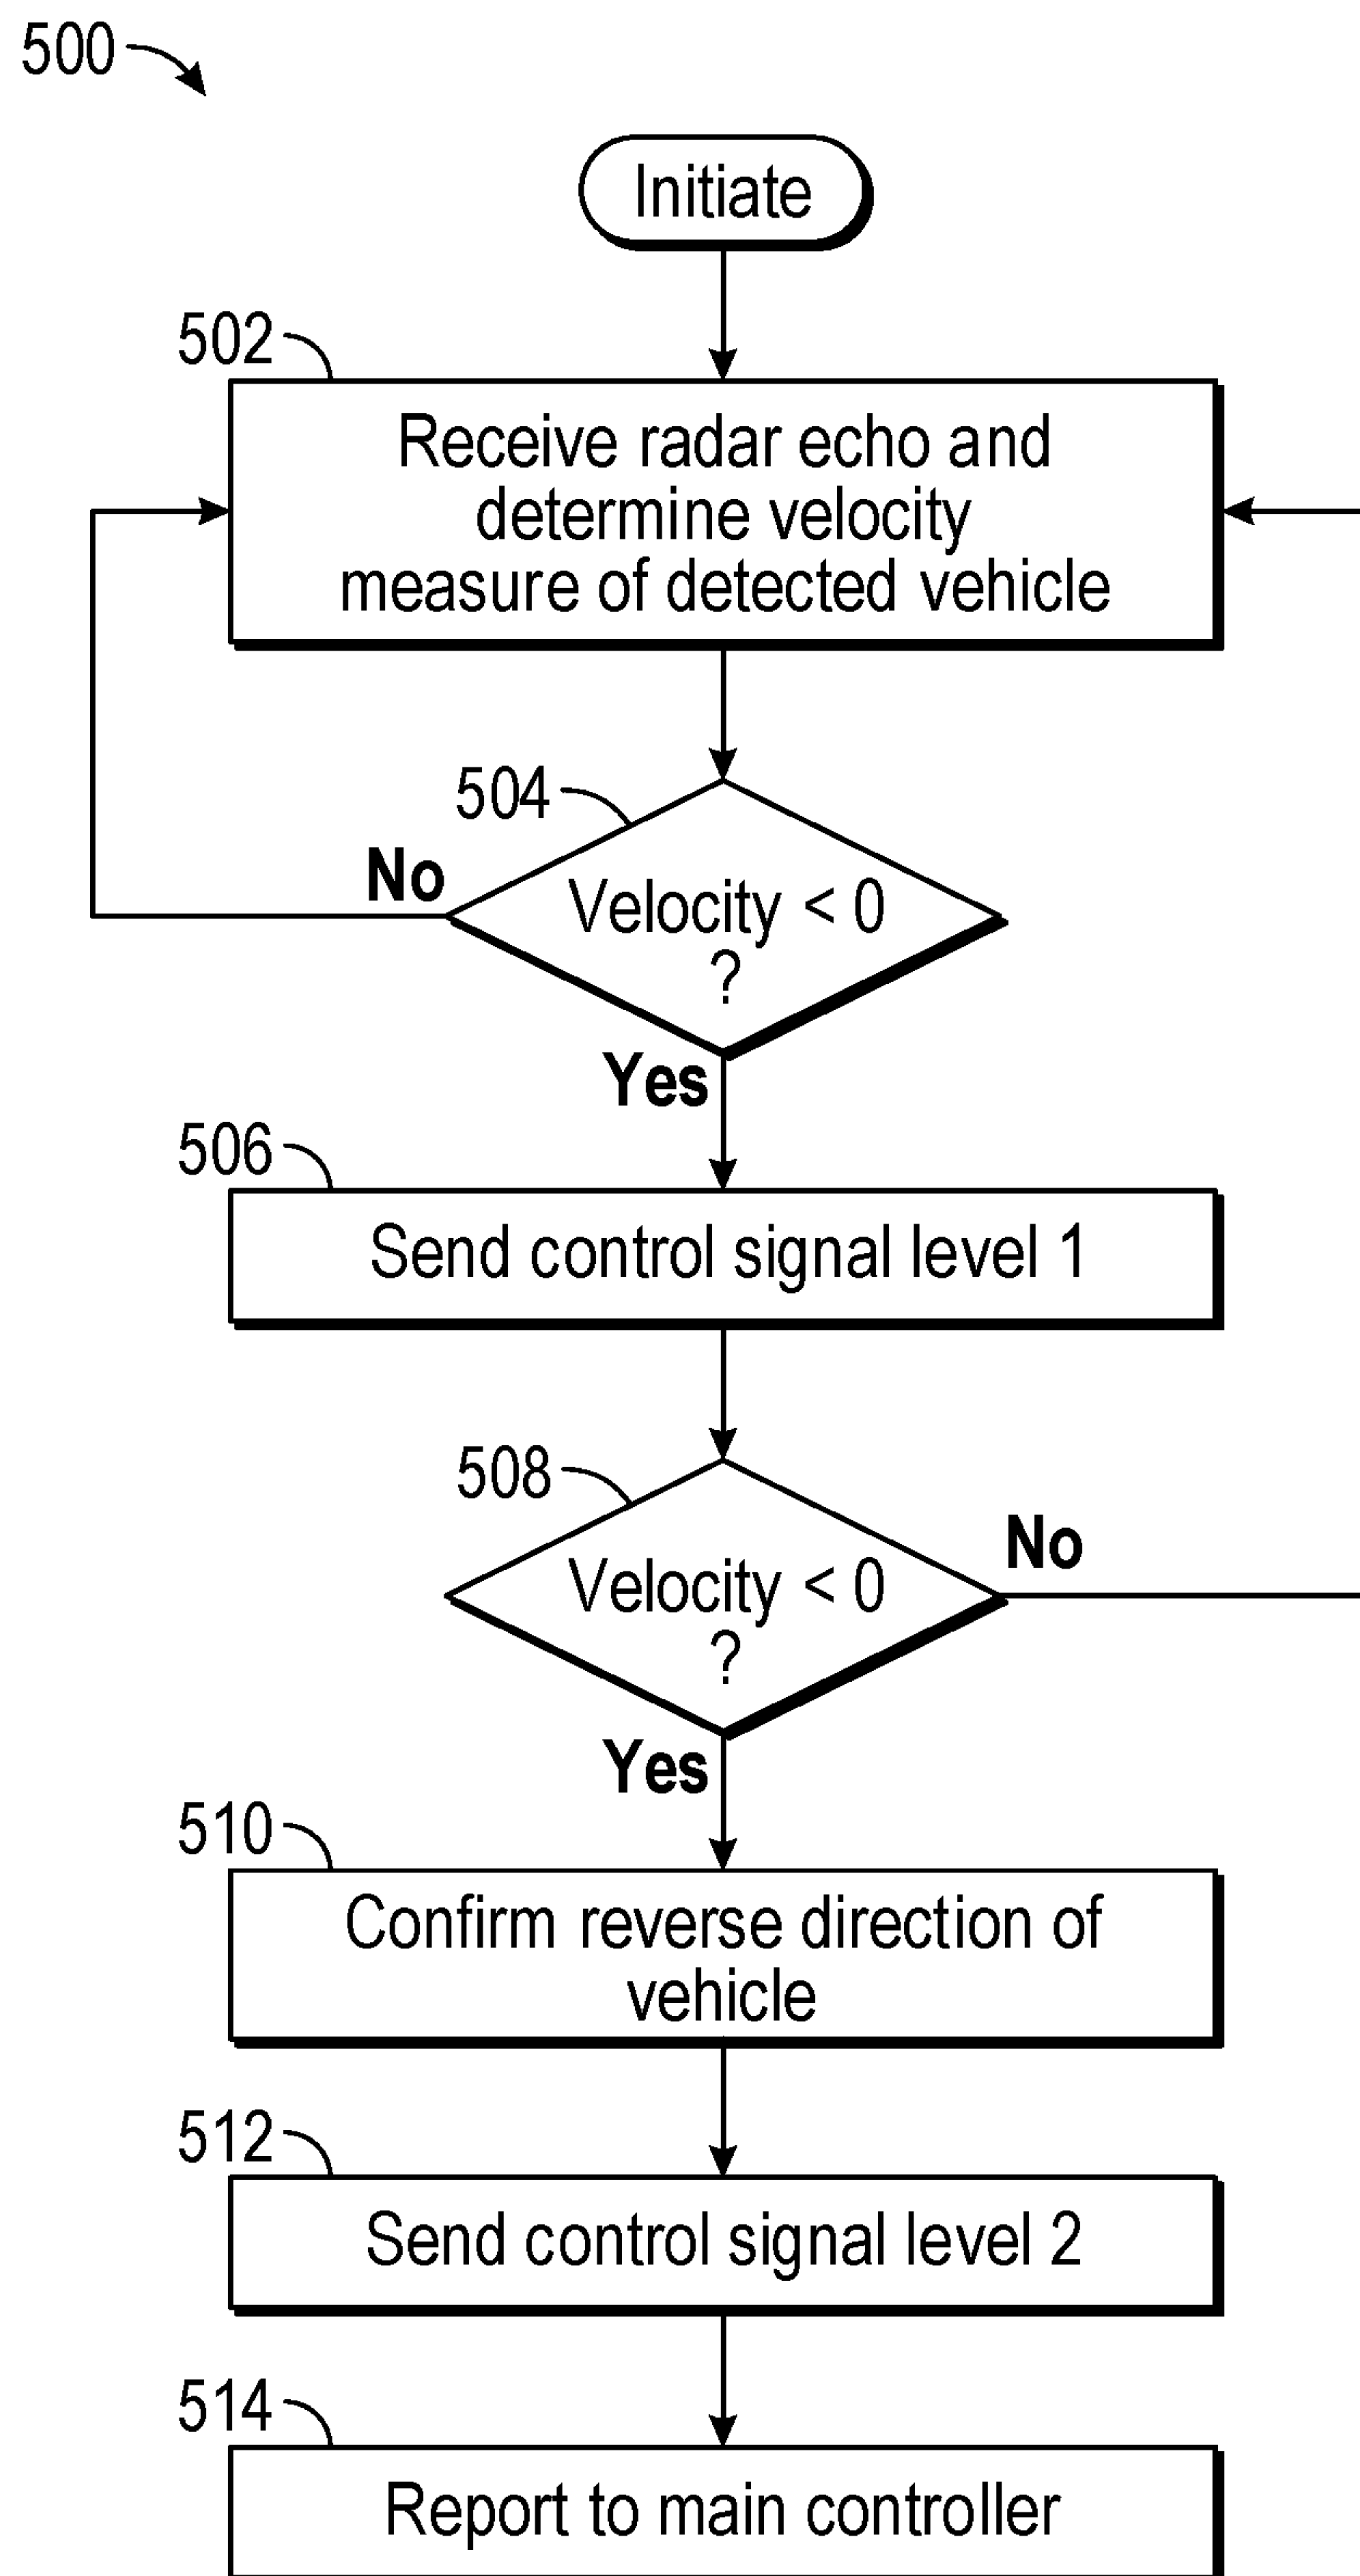 500
Initiate
502
Receive radar echo and
determine velocity
measure of detected vehicle
504
No
Velocity < 0
?
Yes
506
Send control signal level 1
508
No
Velocity < 0
?
Yes
510
Confirm reverse direction of
vehicle
512
Send control signal level 2
514
Report to main controller